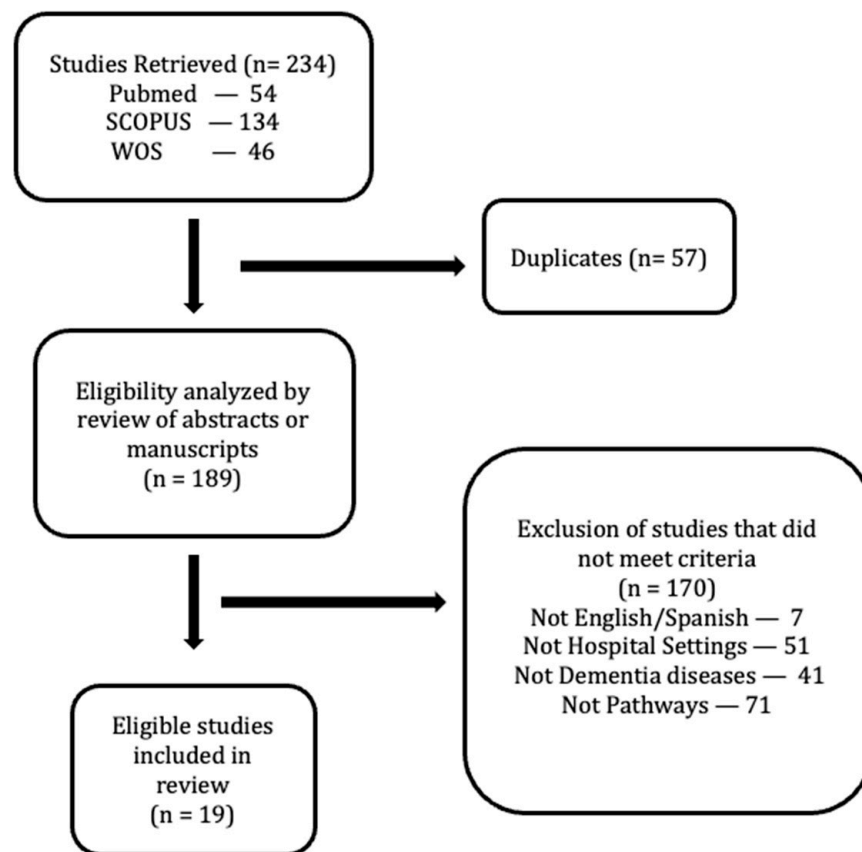 Studies Retrieved (n= 234)
Pubmed — 54
SCOPUS — 134
WOS — 46
Duplicates (n= 57)
Eligibility analyzed by
review of abstracts or
manuscripts
(n = 189)
Exclusion of studies that did
not meet criteria
(n = 170)
Not English/Spanish — 7
Not Hospital Settings — 51
Not Dementia diseases — 41
Not Pathways — 71
Eligible studies
included in
review
(n = 19)